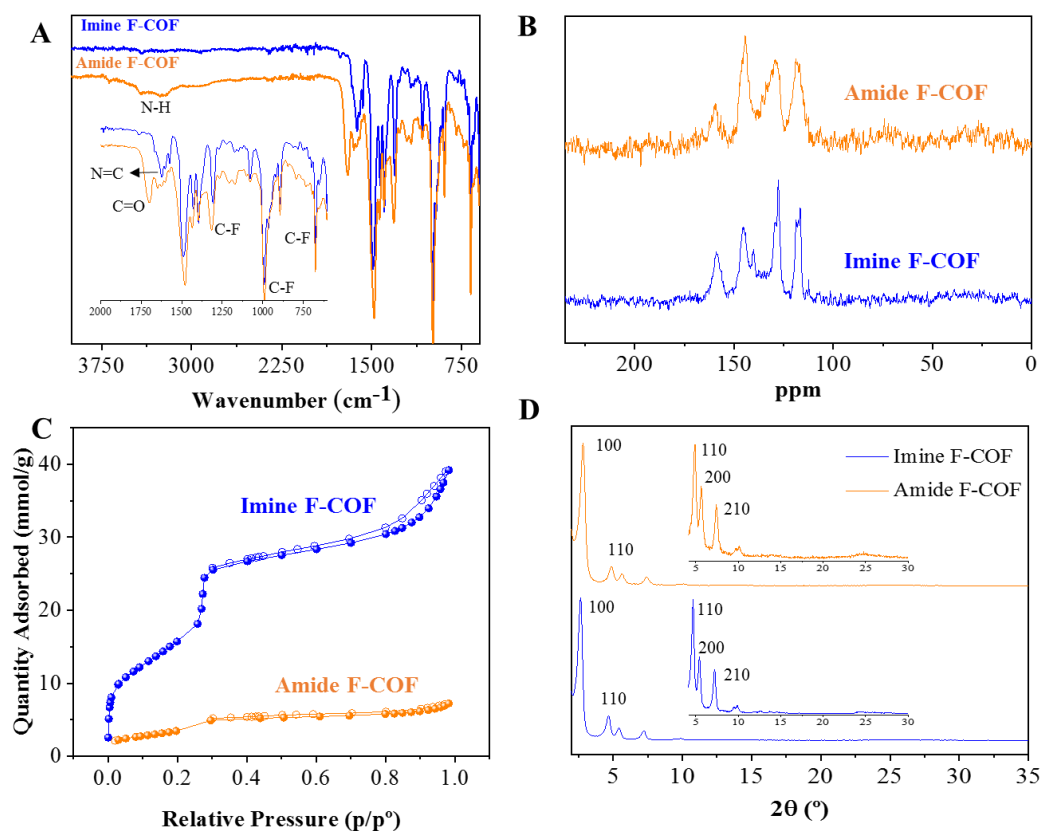 A
Imine F-COF
Amide F-COF
N-H
N=C
C=O
C-F
C-F
C-F
2000 1750 1500 1250 1000 750
3750 3000 2250 1500 750
Wavenumber (cm-1)
B
Amide F-COF
Imine F-COF
200 150 100 50 0
ppm
C
40
30
20
10
0
Imine F-COF
Amide F-COF
0.0 0.2 0.4 0.6 0.8 1.0
Quantity Adsorbed (mmol/g)
Relative Pressure (p/pº)
D
Imine F-COF
Amide F-COF
100
110
110
200
210
5 10 15 20 25 30
100
110
110
200
210
5 10 15 20 25 30
5 10 15 20 25 30 35
2θ (º)